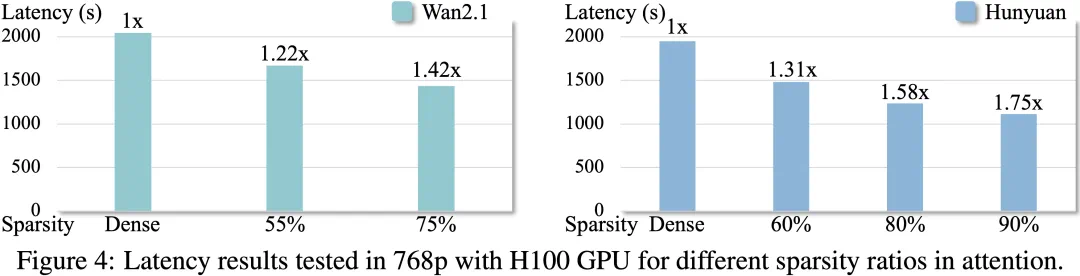 Latency (s)
Wan2.1
1x
2000
1.22x
1.42x
1500
1000
500
0
Sparsity Dense 55% 75%
Latency (s)
Hunyuan
1x
2000
1.31x
1.58x
1.75x
1500
1000
500
0
Sparsity Dense 60% 80% 90%
Figure 4: Latency results tested in 768p with H100 GPU for different sparsity ratios in attention.